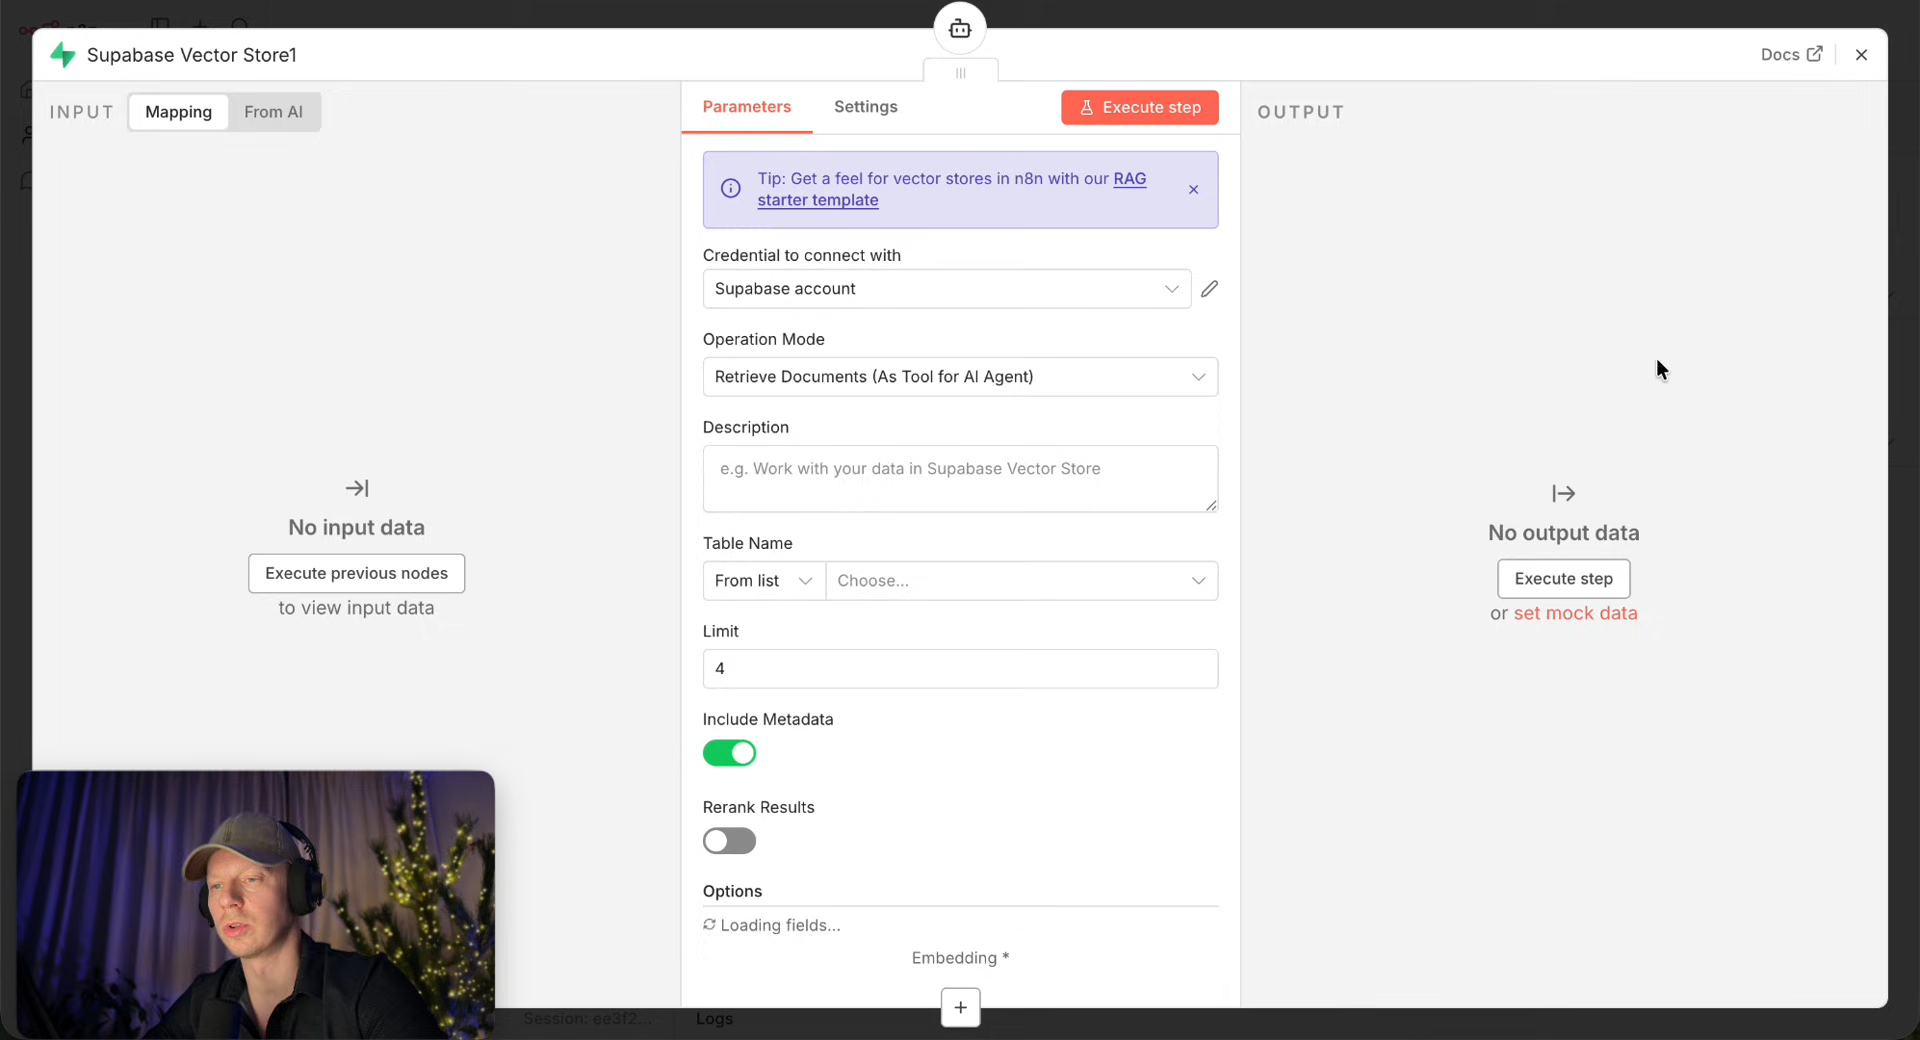 Supabase Vector Store1
Docs
INPUT
Mapping
From AI
Parameters
Settings
Execute step
OUTPUT
Tip: Get a feel for vector stores in n8n with our RAG
starter template
Credential to connect with
Supabase account
Operation Mode
Retrieve Documents (As Tool for AI Agent)
Description
e.g. Work with your data in Supabase Vector Store
Table Name
From list
Choose...
Limit
4
Include Metadata
Rerank Results
Options
Loading fields...
Embedding *
No input data
Execute previous nodes
to view input data
No output data
Execute step
or set mock data
Session: ee3f2...
Logs